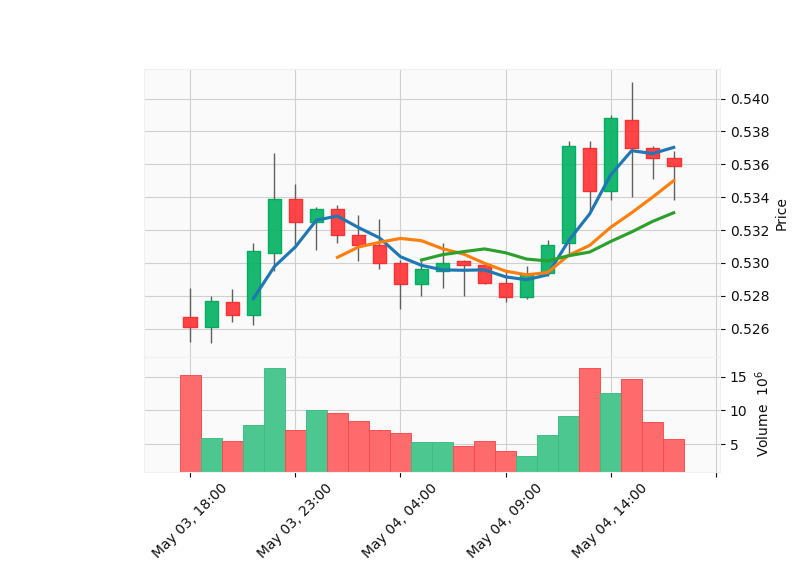 0.540
0.538
0.536
0.534
0.532
0.530
0.528
0.526
Price
15
10
5
Volume 10⁶
May 03, 18:00
May 03, 23:00
May 04, 04:00
May 04, 09:00
May 04, 14:00